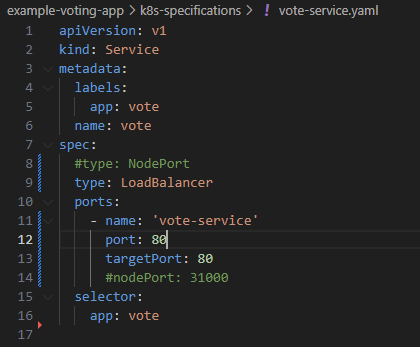 example-voting-app > k8s-specifications > ! vote-service.yaml
1 apiVersion: v1
2 kind: Service
3 metadata:
4   labels:
5     app: vote
6   name: vote
7 spec:
8   #type: NodePort
9   type: LoadBalancer
10   ports:
11     - name: 'vote-service'
12       port: 80
13       targetPort: 80
14       #nodePort: 31000
15   selector:
16     app: vote
17